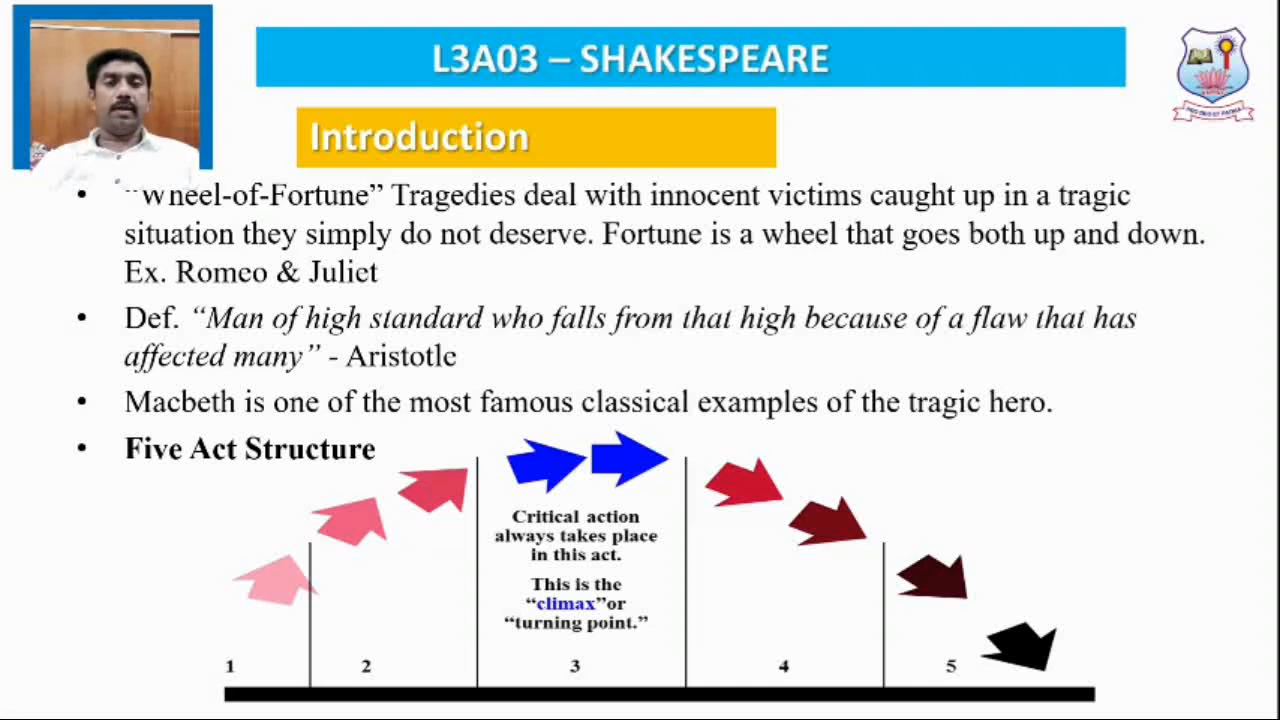 L3A03 – SHAKESPEARE
Introduction
• “Wheel-of-Fortune” Tragedies deal with innocent victims caught up in a tragic
situation they simply do not deserve. Fortune is a wheel that goes both up and down.
Ex. Romeo & Juliet
• Def. “Man of high standard who falls from that high because of a flaw that has
affected many” - Aristotle
• Macbeth is one of the most famous classical examples of the tragic hero.
• Five Act Structure
Critical action
always takes place
in this act.
This is the
“climax”or
“turning point.”
1 2 3 4 5